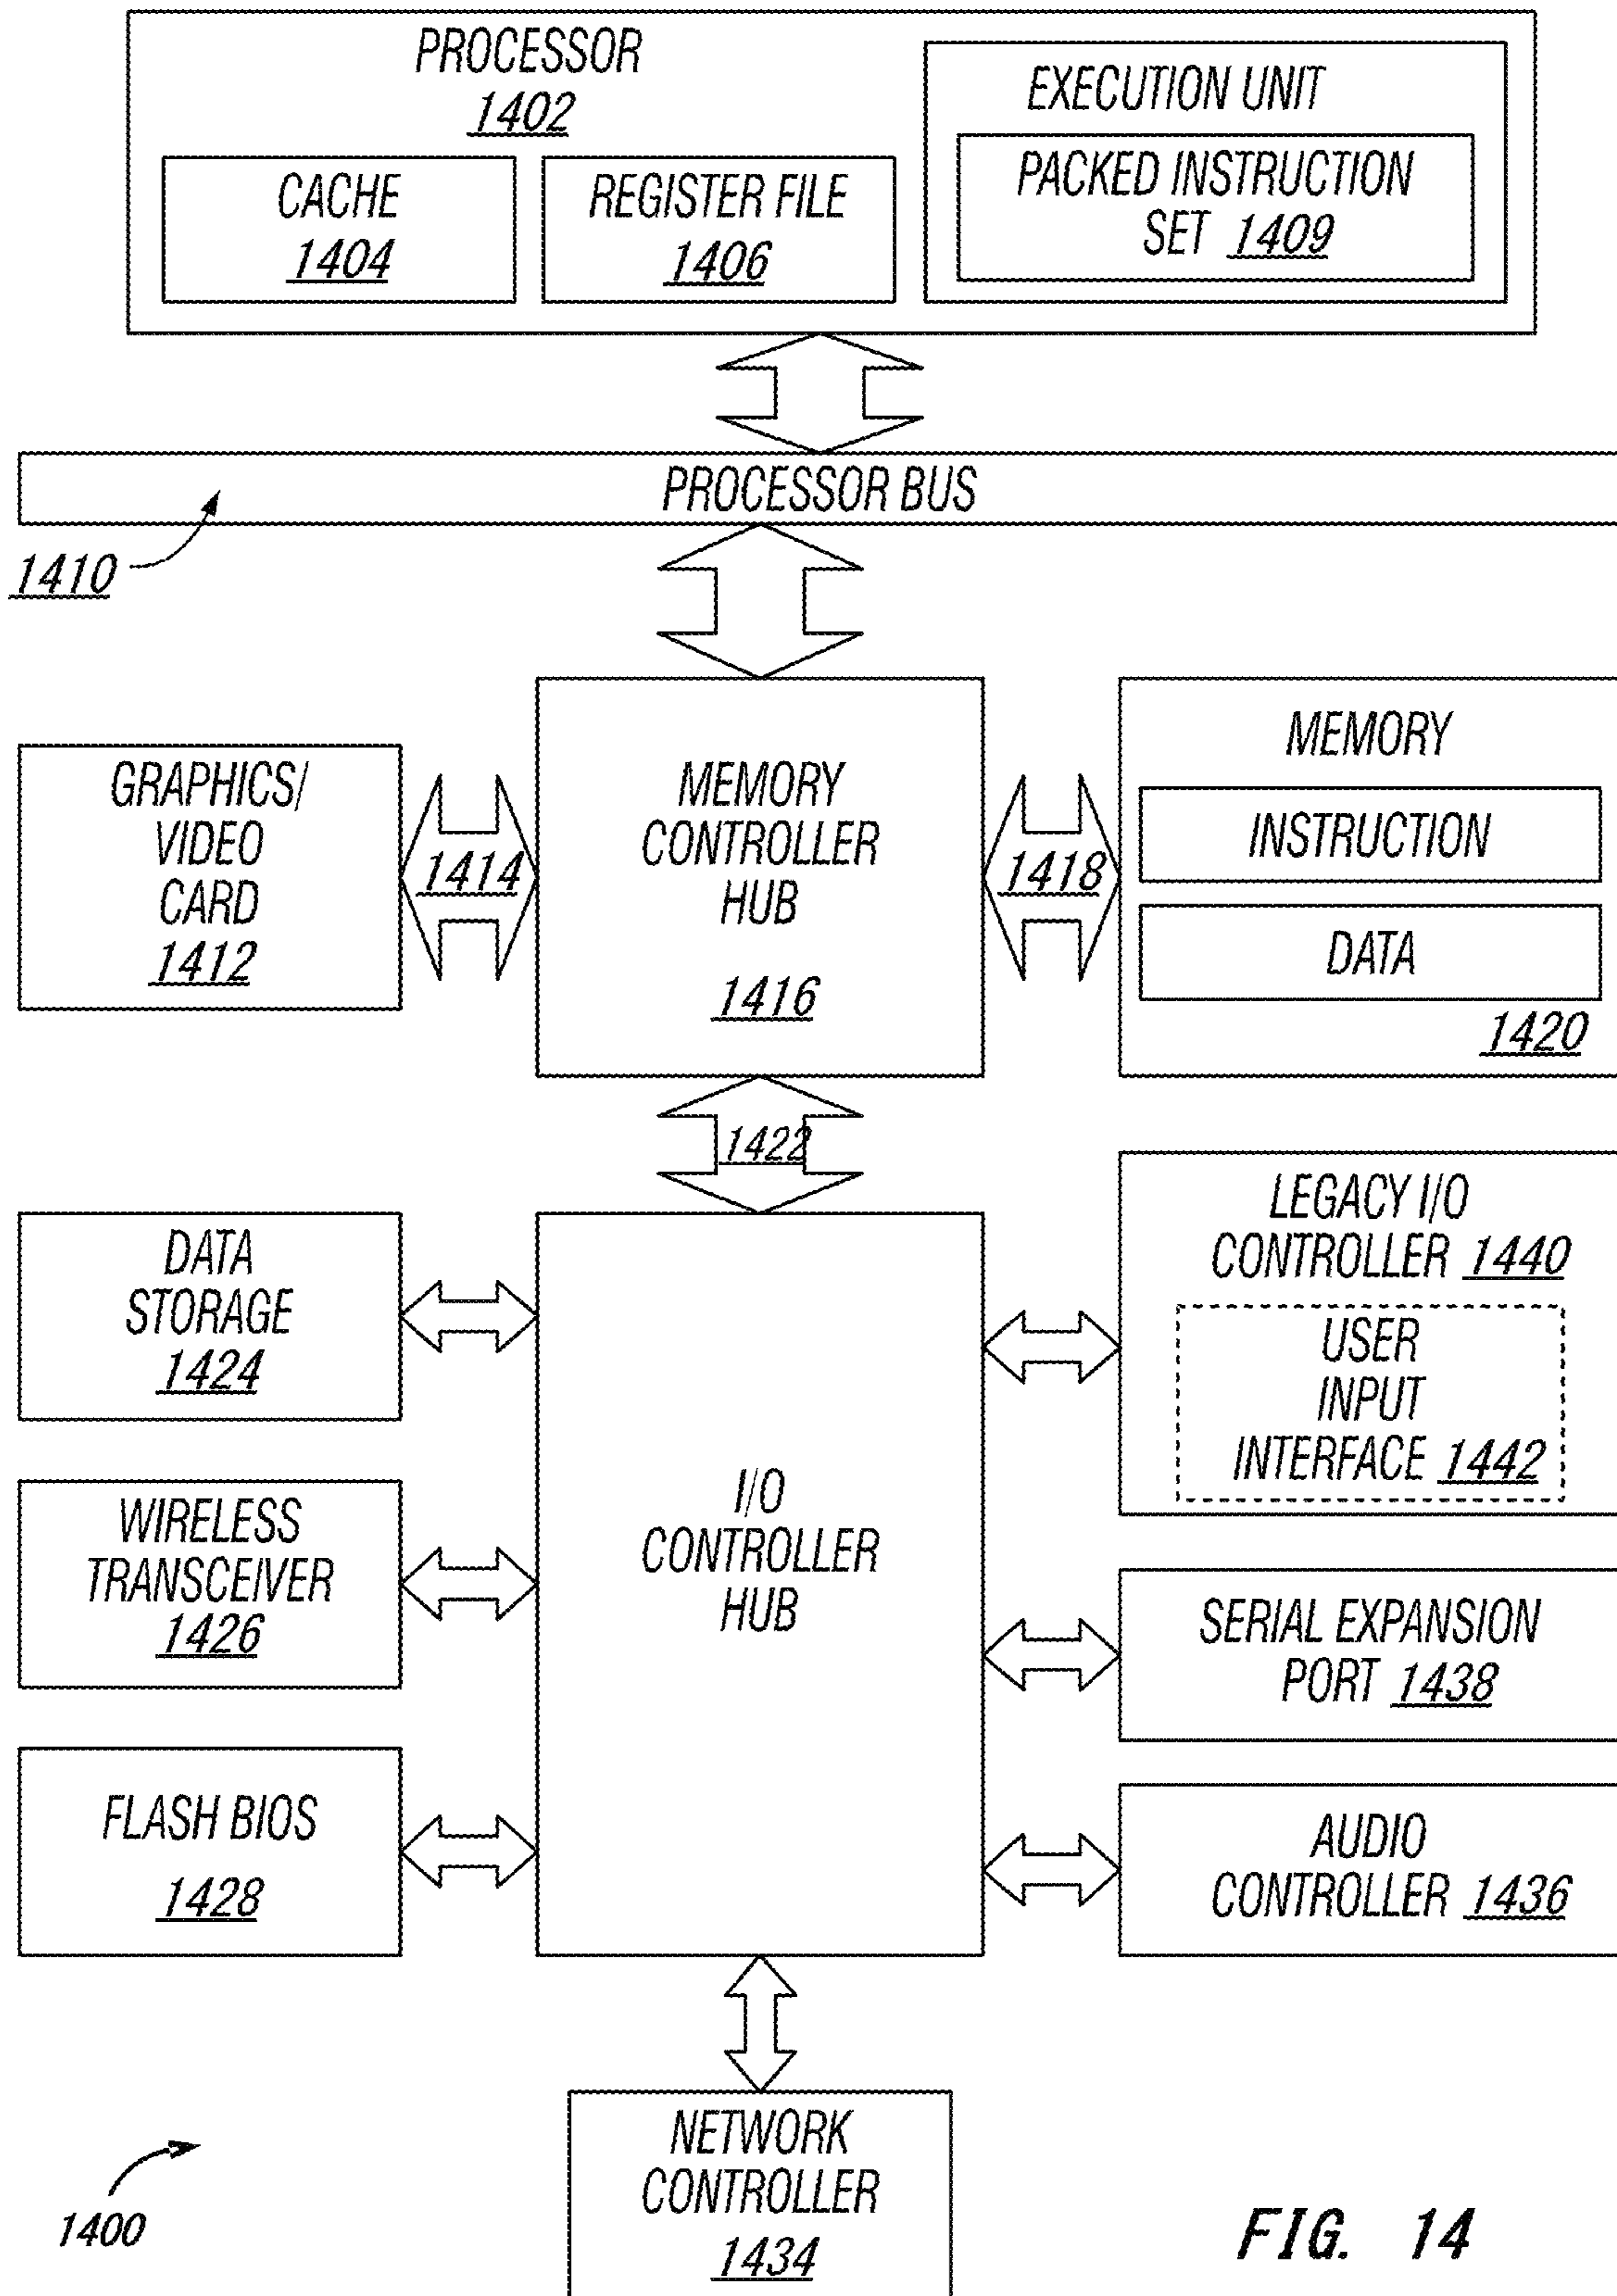 PROCESSOR
1402
CACHE
1404
REGISTER FILE
1406
EXECUTION UNIT
PACKED INSTRUCTION
SET 1409
PROCESSOR BUS
1410
GRAPHICS/
VIDEO
CARD
1412
1414
MEMORY
CONTROLLER
HUB
1416
1418
MEMORY
INSTRUCTION
DATA
1420
1422
DATA
STORAGE
1424
WIRELESS
TRANSCEIVER
1426
FLASH BIOS
1428
I/O
CONTROLLER
HUB
LEGACY I/O
CONTROLLER 1440
USER
INPUT
INTERFACE 1442
SERIAL EXPANSION
PORT 1438
AUDIO
CONTROLLER 1436
NETWORK
CONTROLLER
1434
1400
FIG. 14